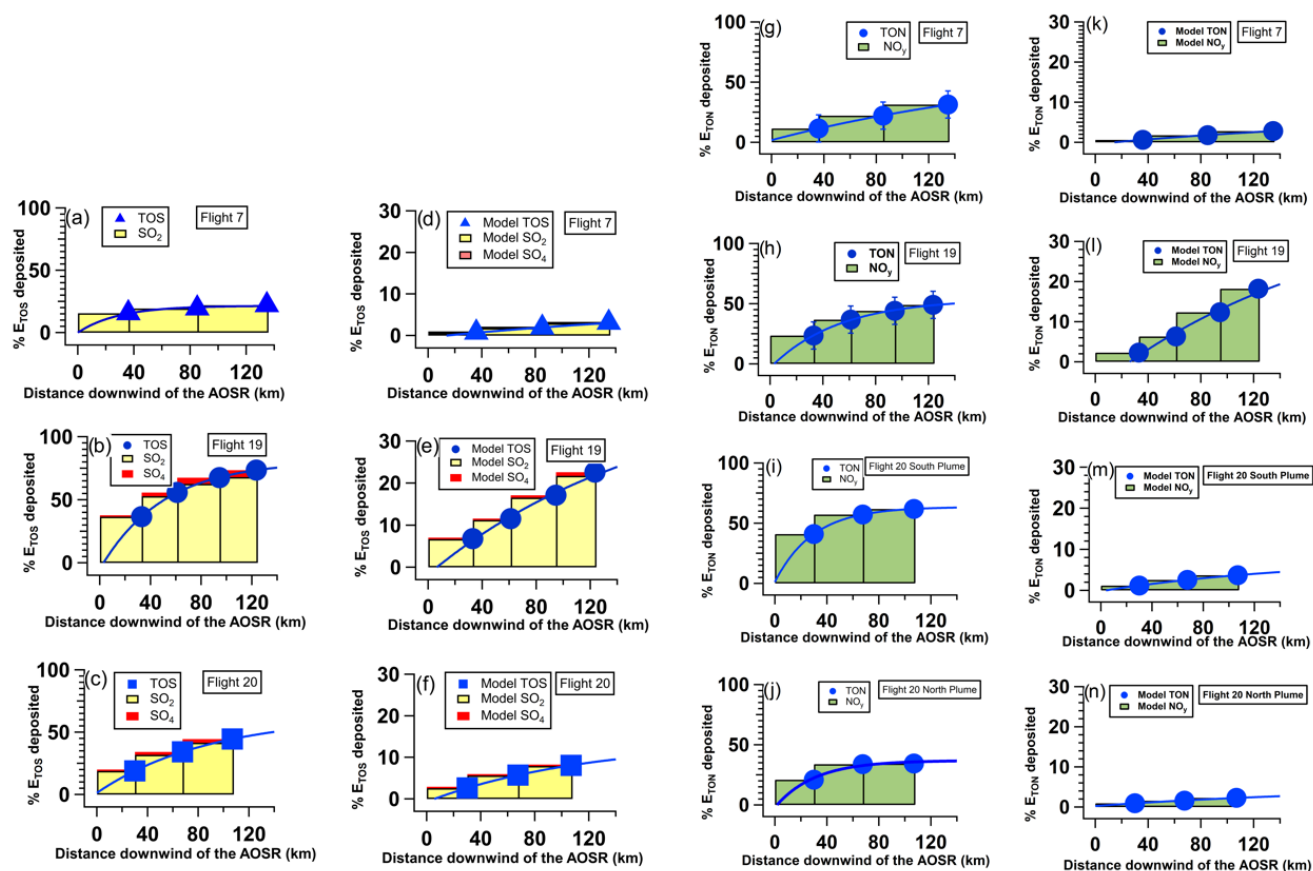 (a)
TOS
SO2
Flight 7
% ETOS deposited
100
50
0
0 40 80 120
Distance downwind of the AOSR (km)
(b)
TOS
SO2
SO4
Flight 19
% ETOS deposited
100
50
0
0 40 80 120
Distance downwind of the AOSR (km)
(c)
TOS
SO2
SO4
Flight 20
% ETOS deposited
100
50
0
0 40 80 120
Distance downwind of the AOSR (km)
(d)
Model TOS
Model SO2
Model SO4
Flight 7
% ETOS deposited
30
20
10
0
0 40 80 120
Distance downwind of the AOSR (km)
(e)
Model TOS
Model SO2
Model SO4
Flight 19
% ETOS deposited
30
20
10
0
0 40 80 120
Distance downwind of the AOSR (km)
(f)
Model TOS
Model SO2
Model SO4
Flight 20
% ETOS deposited
30
20
10
0
0 40 80 120
Distance downwind of the AOSR (km)
(g)
TON
NOy
Flight 7
% ETON deposited
100
50
0
0 40 80 120
Distance downwind of the AOSR (km)
(h)
TON
NOy
Flight 19
% ETON deposited
100
50
0
0 40 80 120
Distance downwind of the AOSR (km)
(i)
TON
NOy
Flight 20 South Plume
% ETON deposited
100
50
0
0 40 80 120
Distance downwind of the AOSR (km)
(j)
TON
NOy
Flight 20 North Plume
% ETON deposited
100
50
0
0 40 80 120
Distance downwind of the AOSR (km)
(k)
Model TON
Model NOy
Flight 7
% ETON deposited
30
20
10
0
0 40 80 120
Distance downwind of the AOSR (km)
(l)
Model TON
Model NOy
Flight 19
% ETON deposited
30
20
10
0
0 40 80 120
Distance downwind of the AOSR (km)
(m)
Model TON
Model NOy
Flight 20 South Plume
% ETON deposited
30
20
10
0
0 40 80 120
Distance downwind of the AOSR (km)
(n)
Model TON
Model NOy
Flight 20 North Plume
% ETON deposited
30
20
10
0
0 40 80 120
Distance downwind of the AOSR (km)